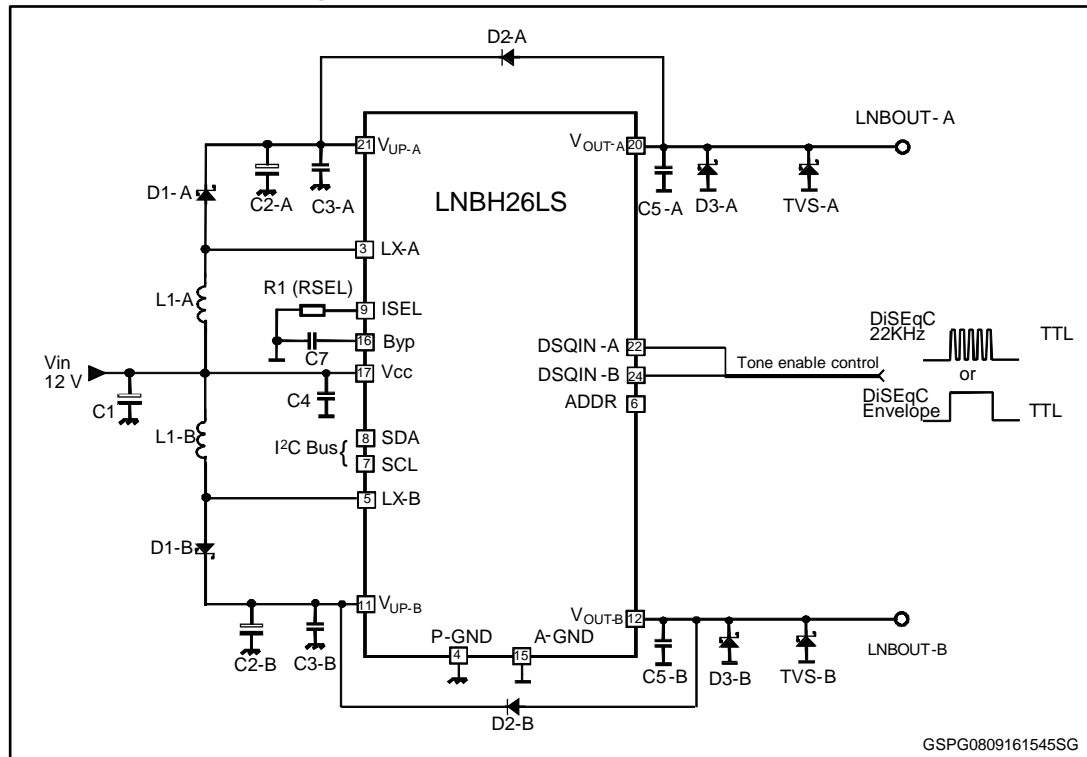 D2-A
LNBOUT- A
21
VUP-A
VOUT-A
20
LNBH26LS
D1-A
C2-A
C3-A
C5-A
D3-A
TVS-A
3
LX-A
L1-A
R1 (RSEL)
9
ISEL
DiSEqC
22KHz
TTL
16
Byp
C7
DSQIN -A
22
Vin
12 V
17
Vcc
DSQIN -B
24
Tone enable control
or
C1
C4
ADDR
6
DiSEqC
Envelope
TTL
L1-B
I²C Bus {
8
SDA
7
SCL
5
LX-B
D1-B
11
VUP-B
VOUT-B
12
P-GND
A-GND
4
15
C2-B
C3-B
C5-B
D3-B
TVS-B
LNBOUT-B
D2-B
GSPG0809161545SG